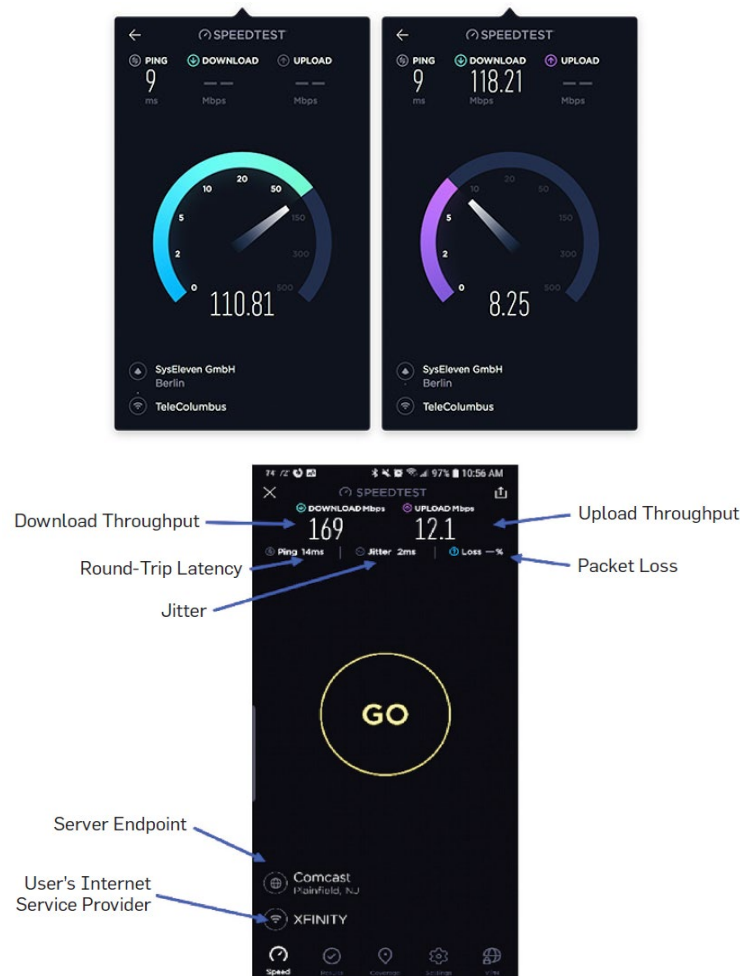 SPEEDTEST
PING DOWNLOAD UPLOAD
9 — — — —
ms Mbps Mbps
0
2
5
10
20
50
150
300
500
110.81
SysEleven GmbH
Berlin
TeleColumbus
SPEEDTEST
PING DOWNLOAD UPLOAD
9 118.21 — —
ms Mbps Mbps
0
2
5
10
20
50
150
300
500
8.25
SysEleven GmbH
Berlin
TeleColumbus
97% 10:56 AM
SPEEDTEST
DOWNLOAD Mbps UPLOAD Mbps
169 12.1
Ping 14ms Jitter 2ms Loss —%
Download Throughput
Upload Throughput
Round-Trip Latency
Packet Loss
Jitter
GO
Server Endpoint
Comcast
Plainfield, NJ
User's Internet
Service Provider
XFINITY
Speed